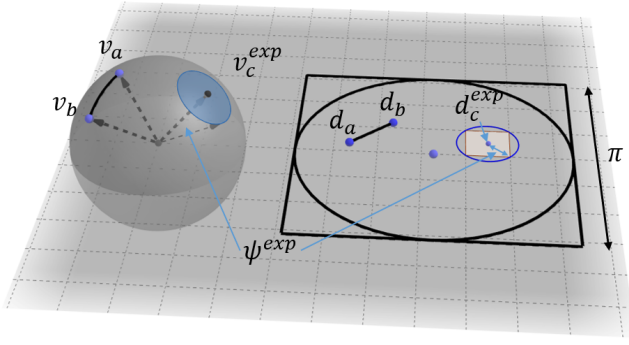 v_a
v_b
v_c^{exp}
d_a
d_b
d_c^{exp}
π
ψ^{exp}